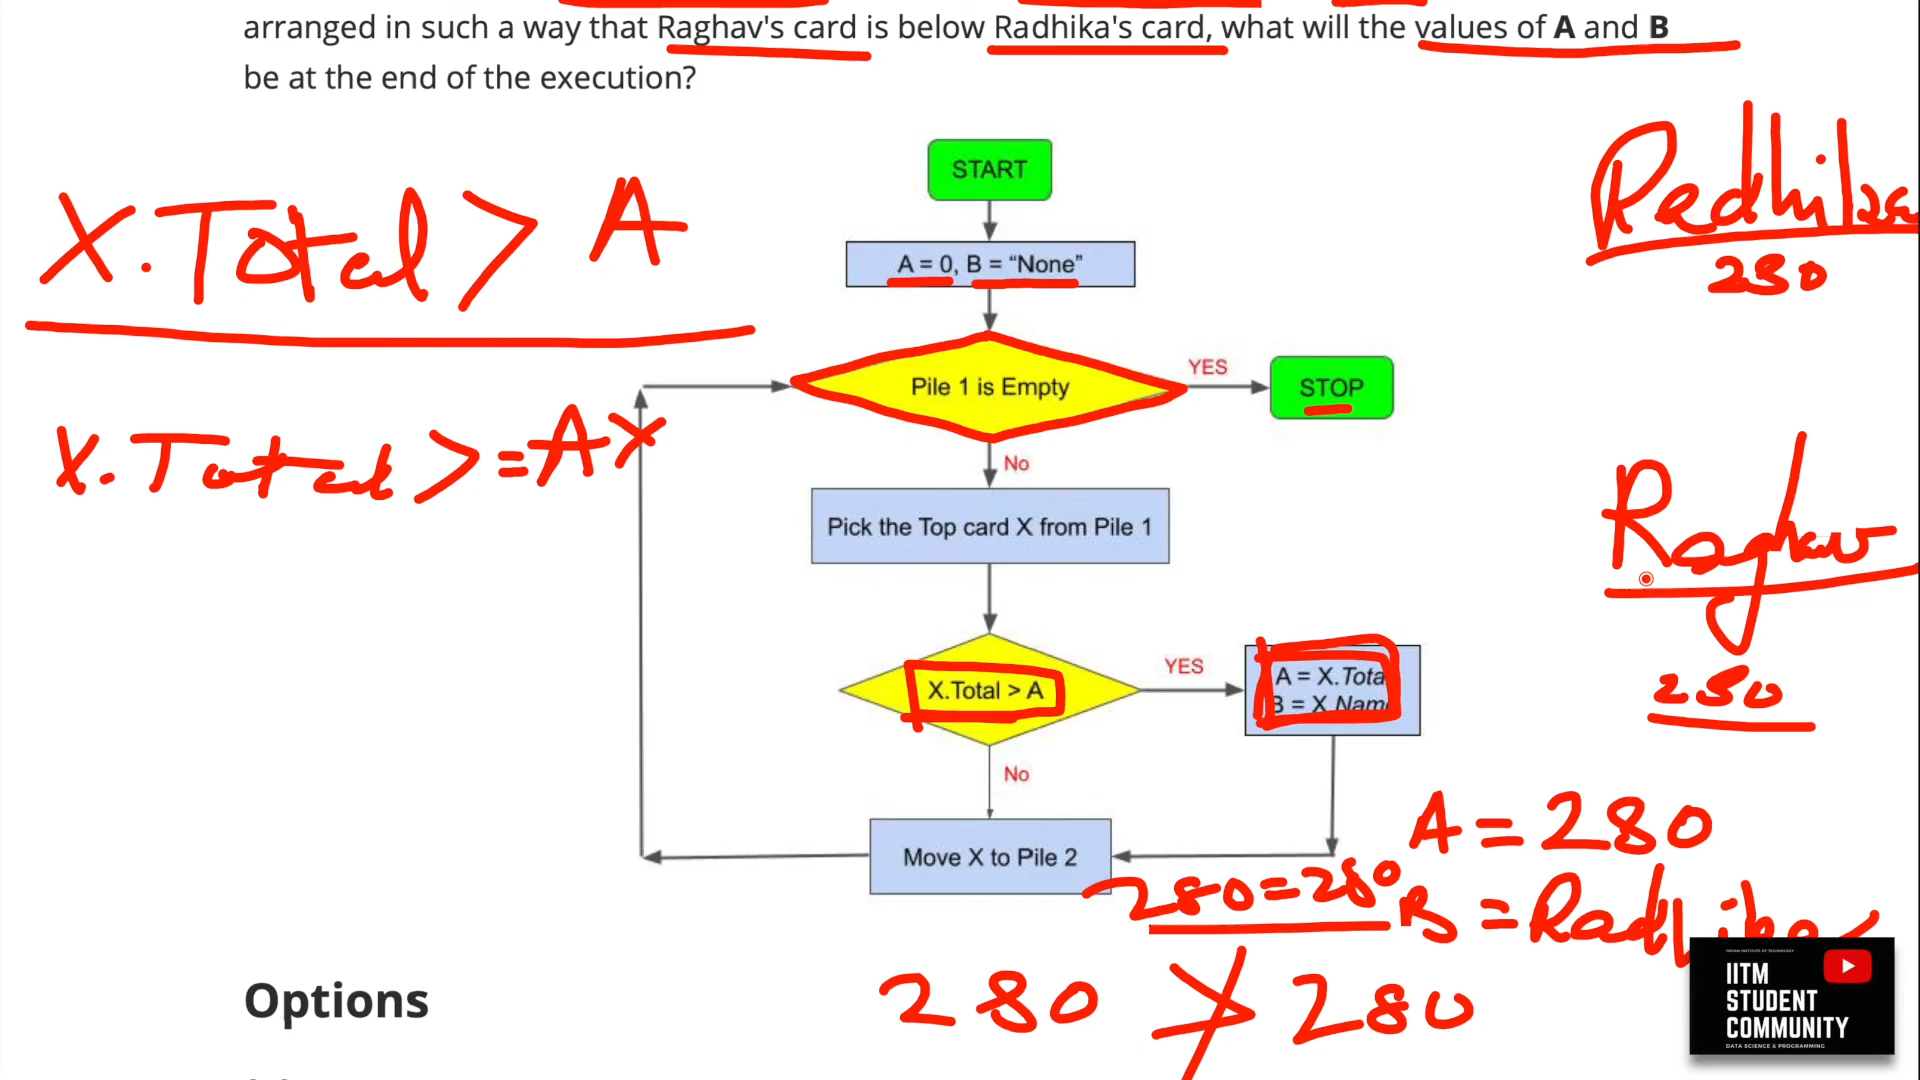 arranged in such a way that Raghav's card is below Radhika's card, what will the values of A and B
be at the end of the execution?
START
A = 0, B = “None”
Pile 1 is Empty
YES
STOP
No
Pick the Top card X from Pile 1
X.Total > A
YES
A = X.Tota
B = X.Nam
No
Move X to Pile 2
X.Total > A
X.Total >= A X
Radhika
280
Raghav
280
A = 280
B = Radhika
280 = 280
280 > 280
Options
IITM
STUDENT
COMMUNITY
DATA SCIENCE & PROGRAMMING